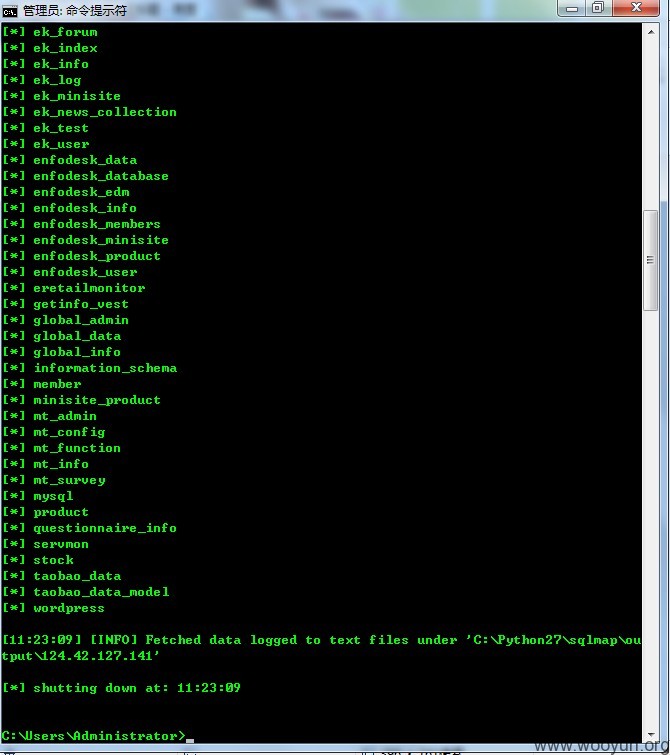 管理员: 命令提示符
[*] ek_forum
[*] ek_index
[*] ek_info
[*] ek_log
[*] ek_minisite
[*] ek_news_collection
[*] ek_test
[*] ek_user
[*] enfodesk_data
[*] enfodesk_database
[*] enfodesk_edm
[*] enfodesk_info
[*] enfodesk_members
[*] enfodesk_minisite
[*] enfodesk_product
[*] enfodesk_user
[*] eretailmonitor
[*] getinfo_vest
[*] global_admin
[*] global_data
[*] global_info
[*] information_schema
[*] member
[*] minisite_product
[*] mt_admin
[*] mt_config
[*] mt_function
[*] mt_info
[*] mt_survey
[*] mysql
[*] product
[*] questionnaire_info
[*] servmon
[*] stock
[*] taobao_data
[*] taobao_data_model
[*] wordpress
[11:23:09] [INFO] Fetched data logged to text files under 'C:\Python27\sqlmap\ou
tput\124.42.127.141'
[*] shutting down at: 11:23:09
C:\Users\Administrator>
www.wooyun.org